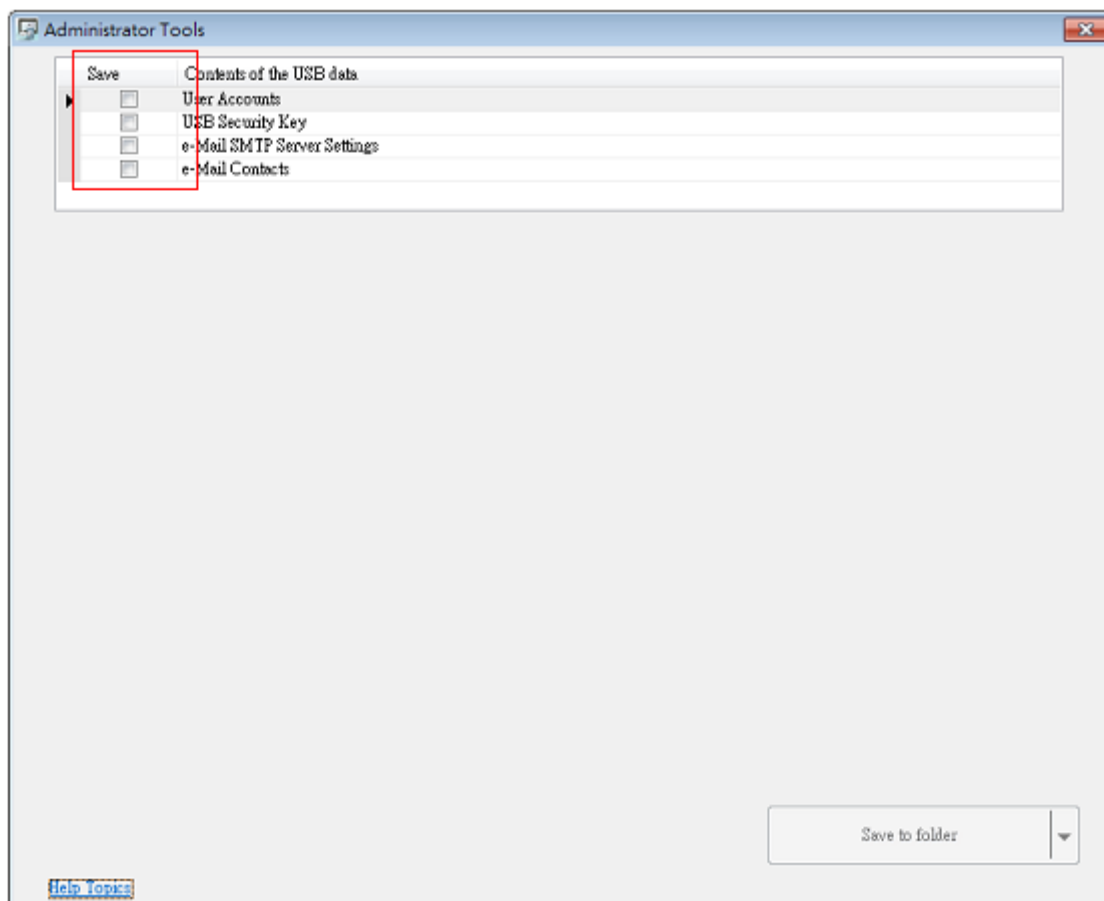 Administrator Tools
Save Contents of the USB data
User Accounts
USB Security Key
e-Mail SMTP Server Settings
e-Mail Contacts
Save to folder
Help Topics